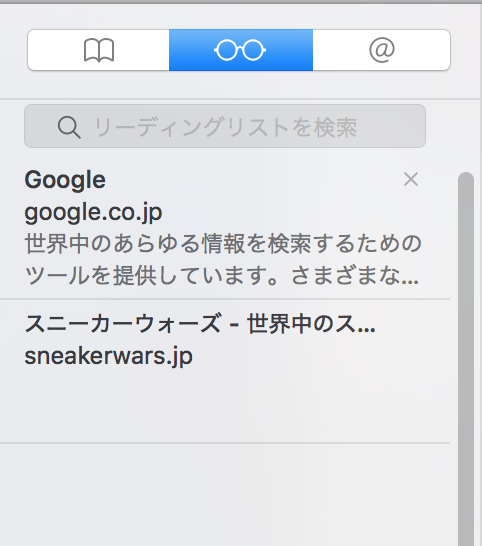 @
リーディングリストを検索
Google
google.co.jp
世界中のあらゆる情報を検索するための
ツールを提供しています。さまざまな...
スニーカーウォーズ - 世界中のス...
sneakerwars.jp